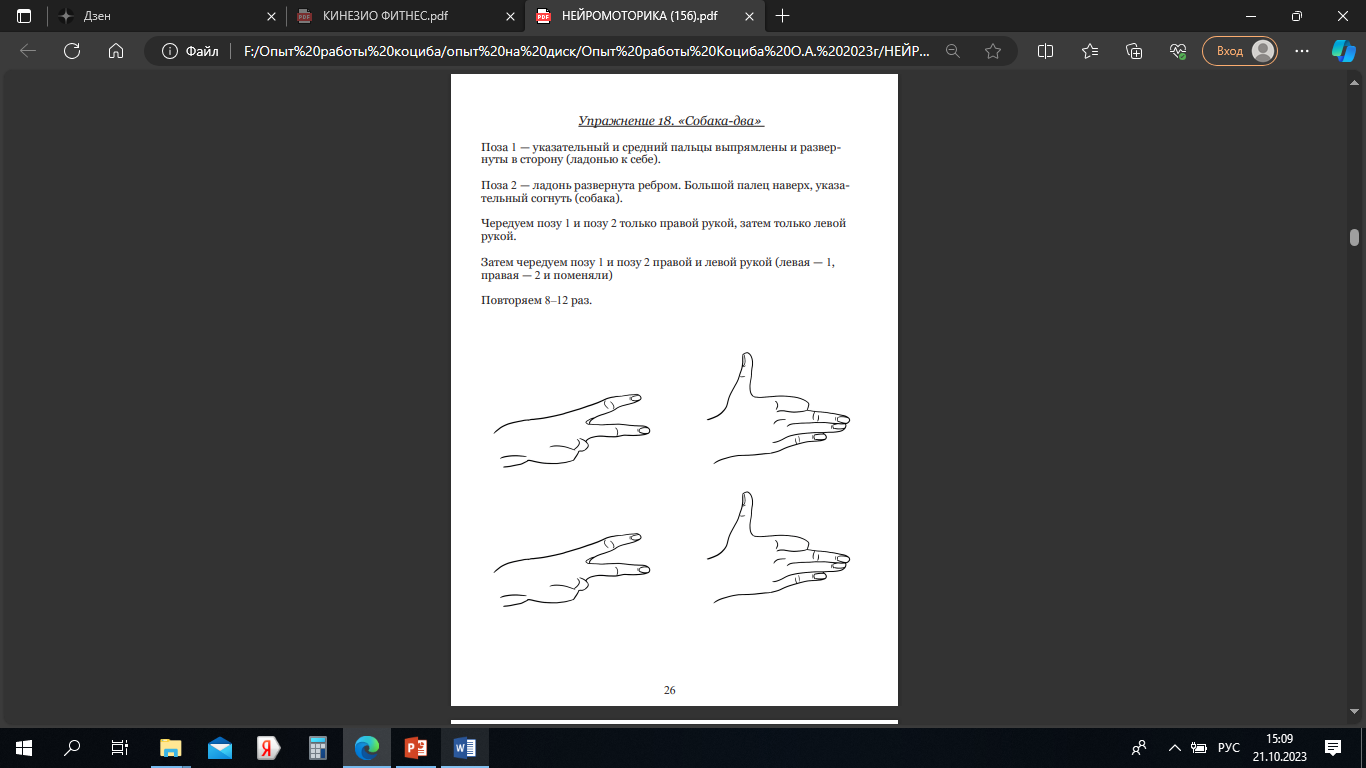 Дзен
КИНЕЗИО ФИТНЕС.pdf
НЕЙРОМОТОРИКА (156).pdf
Файл
F:/Опыт%20работы%20коциба/опыт%20на%20диск/Опыт%20работы%20Коциба%20О.А.%202023г/НЕЙР...
Вход
Упражнение 18. «Собака-два»
Поза 1 — указательный и средний пальцы выпрямлены и развер-
нуты в сторону (ладонью к себе).
Поза 2 — ладонь развернута ребром. Большой палец наверх, указа-
тельный согнуть (собака).
Чередуем позу 1 и позу 2 только правой рукой, затем только левой
рукой.
Затем чередуем позу 1 и позу 2 правой и левой рукой (левая — 1,
правая — 2 и поменяли)
Повторяем 8–12 раз.
26
РУС
15:09
21.10.2023